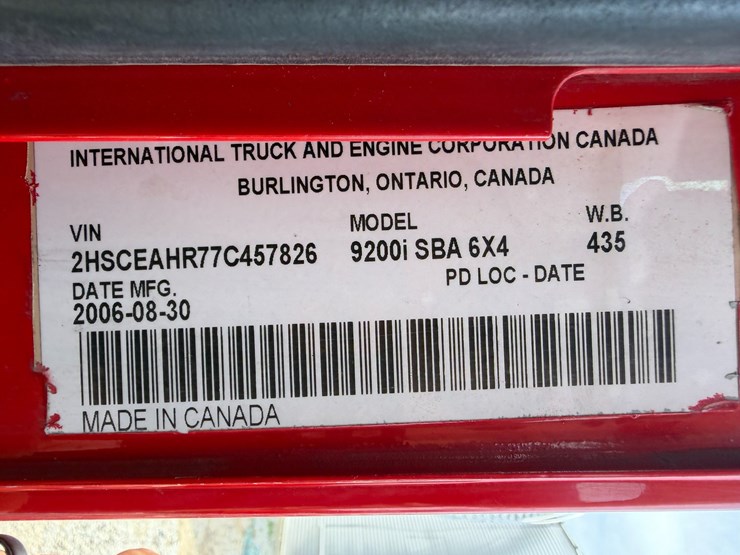 INTERNATIONAL TRUCK AND ENGINE CORPORATION CANADA
BURLINGTON, ONTARIO, CANADA
VIN MODEL W.B.
2HSCEAHR77C457826 9200i SBA 6X4 435
DATE MFG. PD LOC - DATE
2006-08-30
MADE IN CANADA